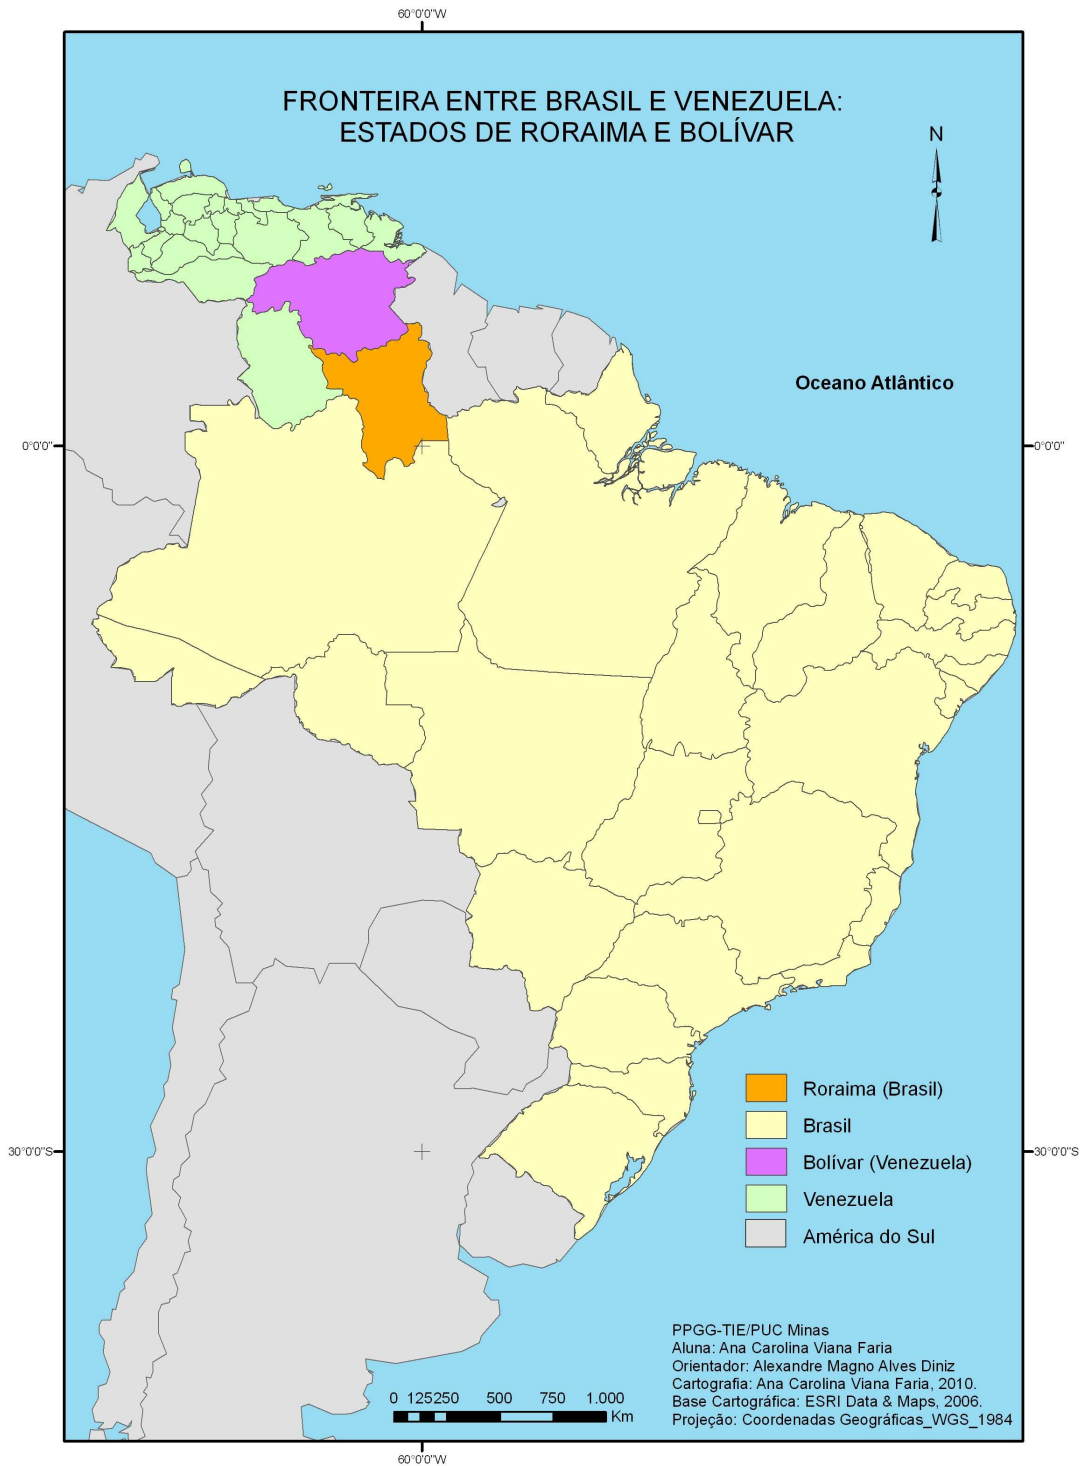 60°0'0"W
FRONTEIRA ENTRE BRASIL E VENEZUELA:
ESTADOS DE RORAIMA E BOLÍVAR
N
Oceano Atlântico
0°0'0"
0°0'0"
30°0'0"S
30°0'0"S
Roraima (Brasil)
Brasil
Bolívar (Venezuela)
Venezuela
América do Sul
PPGG-TIE/PUC Minas
Aluna: Ana Carolina Viana Faria
Orientador: Alexandre Magno Alves Diniz
Cartografia: Ana Carolina Viana Faria, 2010.
Base Cartográfica: ESRI Data & Maps, 2006.
Projeção: Coordenadas Geográficas_WGS_1984
0 125250 500 750 1.000
Km
60°0'0"W